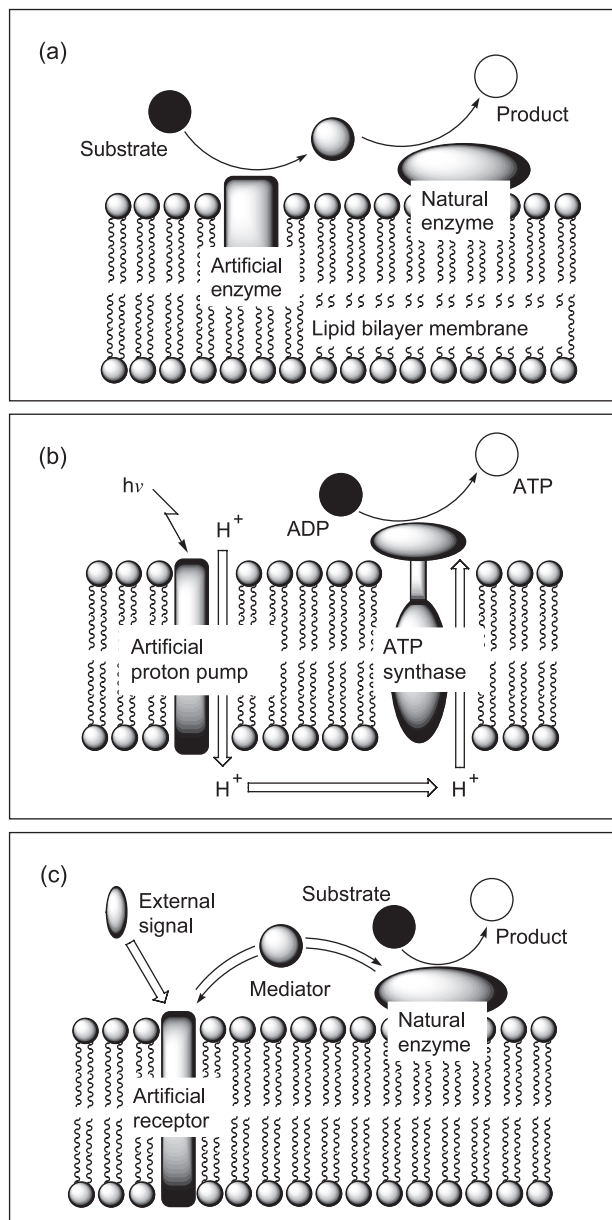 (a)
Substrate
Product
Natural
enzyme
Artificial
enzyme
Lipid bilayer membrane
(b)
hν
H+
ADP
ATP
Artificial
proton pump
ATP
synthase
H+
H+
(c)
External
signal
Substrate
Product
Mediator
Natural
enzyme
Artificial
receptor